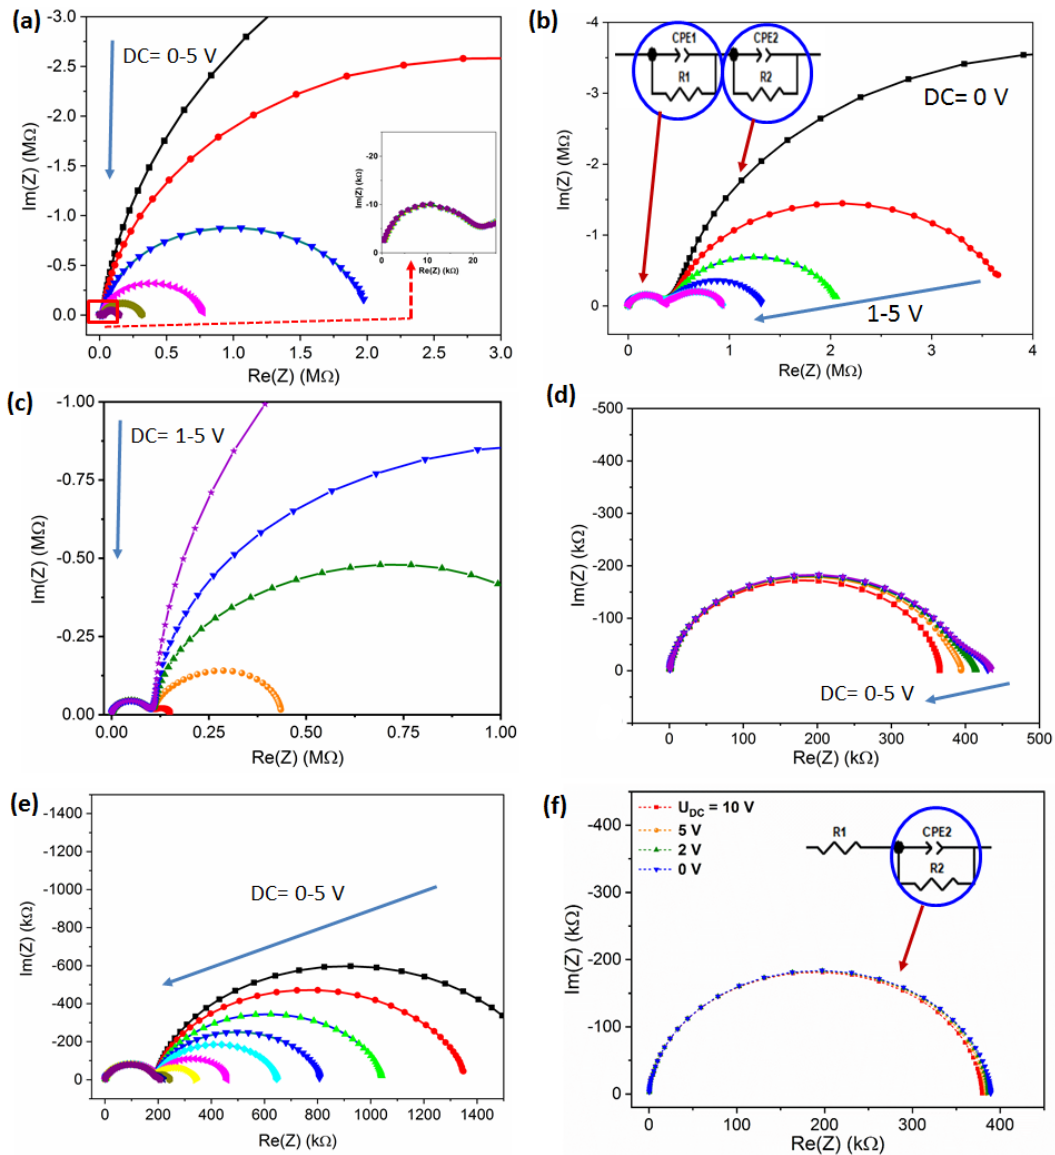 (a)
-3.0
-2.5
-2.0
-1.5
-1.0
-0.5
0.0
Im(Z) (MΩ)
DC= 0-5 V
-20
-10
0
Im(Z) (kΩ)
0 10 20
Re(Z) (kΩ)
0.0 0.5 1.0 1.5 2.0 2.5 3.0
Re(Z) (MΩ)
(b)
-4
-3
-2
-1
0
Im(Z) (MΩ)
CPE1 CPE2
R1 R2
DC= 0 V
1-5 V
0 1 2 3 4
Re(Z) (MΩ)
(c)
-1.00
-0.75
-0.50
-0.25
0.00
Im(Z) (MΩ)
DC= 1-5 V
0.00 0.25 0.50 0.75 1.00
Re(Z) (MΩ)
(d)
-500
-400
-300
-200
-100
0
Im(Z) (kΩ)
DC= 0-5 V
0 100 200 300 400 500
Re(Z) (kΩ)
(e)
-1400
-1200
-1000
-800
-600
-400
-200
0
Im(Z) (kΩ)
DC= 0-5 V
0 200 400 600 800 1000 1200 1400
Re(Z) (kΩ)
(f)
-400
-300
-200
-100
0
Im(Z) (kΩ)
U_DC = 10 V
5 V
2 V
0 V
R1 CPE2
R2
0 100 200 300 400
Re(Z) (kΩ)